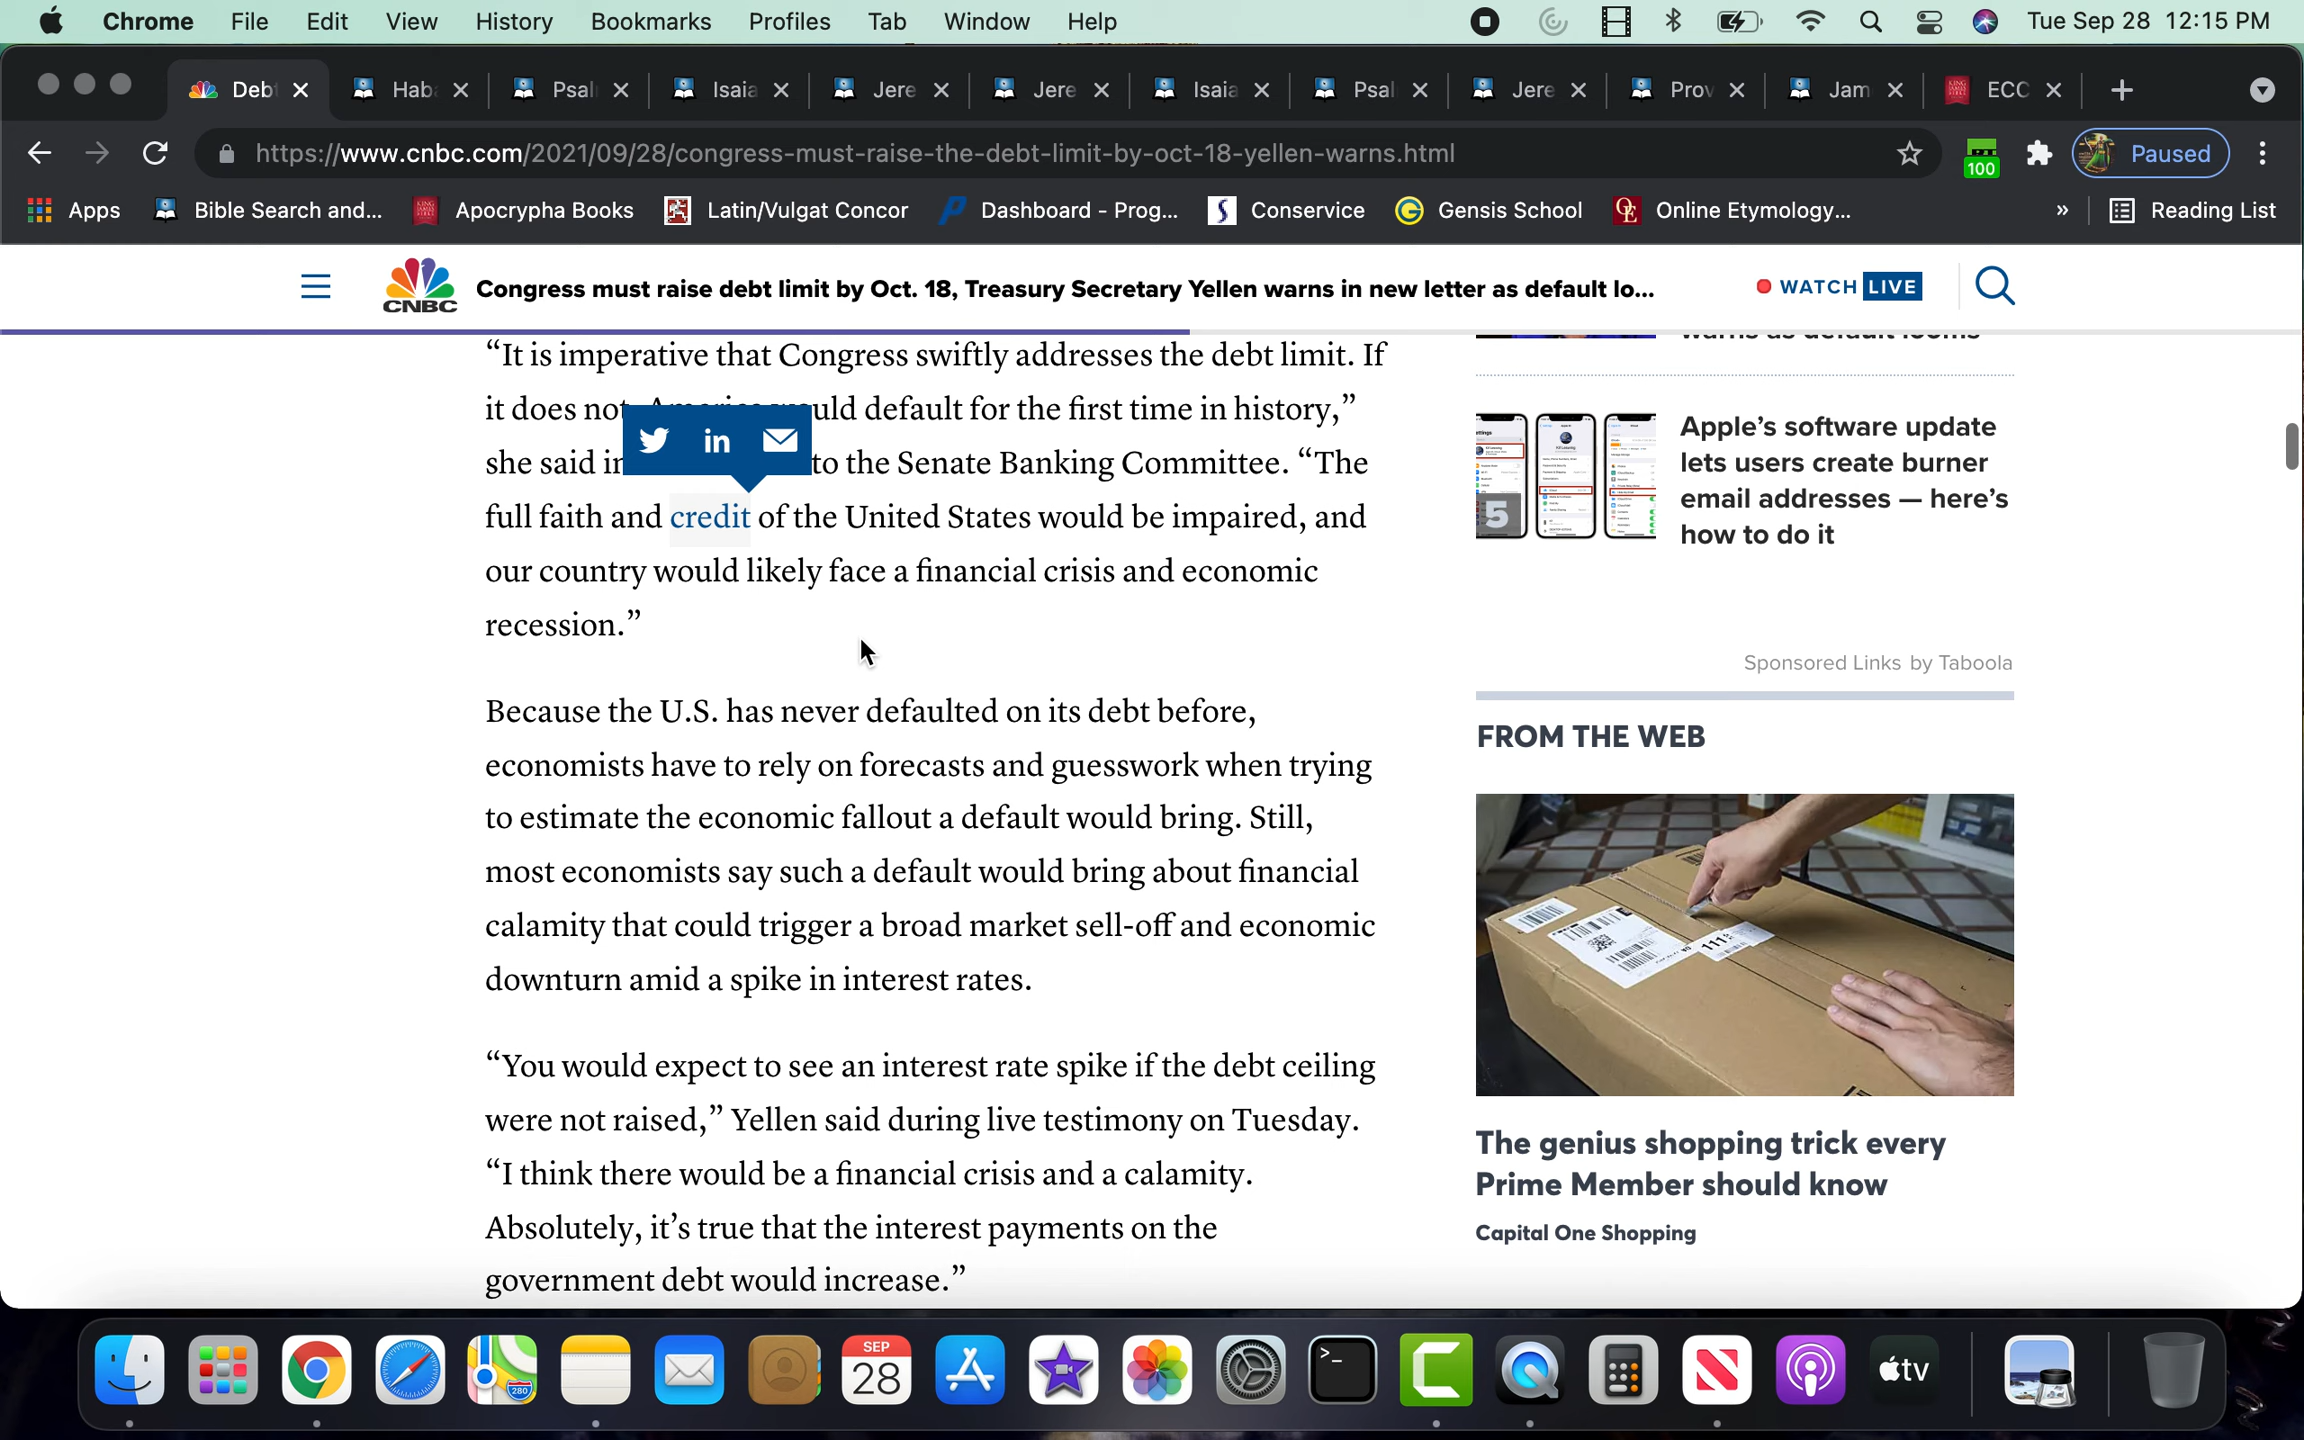 Chrome File Edit View History Bookmarks Profiles Tab Window Help Tue Sep 28 12:15 PM
Deb Hab Psal Isaia Jere Jere Isaia Psal Jere Prov Jam ECC
https://www.cnbc.com/2021/09/28/congress-must-raise-the-debt-limit-by-oct-18-yellen-warns.html 100 Paused
Apps Bible Search and... Apocrypha Books Latin/Vulgat Concor Dashboard - Prog... Conservice Gensis School Online Etymology... » Reading List
CNBC Congress must raise debt limit by Oct. 18, Treasury Secretary Yellen warns in new letter as default lo... WATCH LIVE
“It is imperative that Congress swiftly addresses the debt limit. If
it does not, America would default for the first time in history,”
she said in to the Senate Banking Committee. “The
full faith and credit of the United States would be impaired, and
our country would likely face a financial crisis and economic
recession.”
Because the U.S. has never defaulted on its debt before,
economists have to rely on forecasts and guesswork when trying
to estimate the economic fallout a default would bring. Still,
most economists say such a default would bring about financial
calamity that could trigger a broad market sell-off and economic
downturn amid a spike in interest rates.
“You would expect to see an interest rate spike if the debt ceiling
were not raised,” Yellen said during live testimony on Tuesday.
“I think there would be a financial crisis and a calamity.
Absolutely, it’s true that the interest payments on the
government debt would increase.”
warns as default looms
5
Apple’s software update
lets users create burner
email addresses — here’s
how to do it
Sponsored Links by Taboola
FROM THE WEB
The genius shopping trick every
Prime Member should know
Capital One Shopping
280
SEP
28
tv